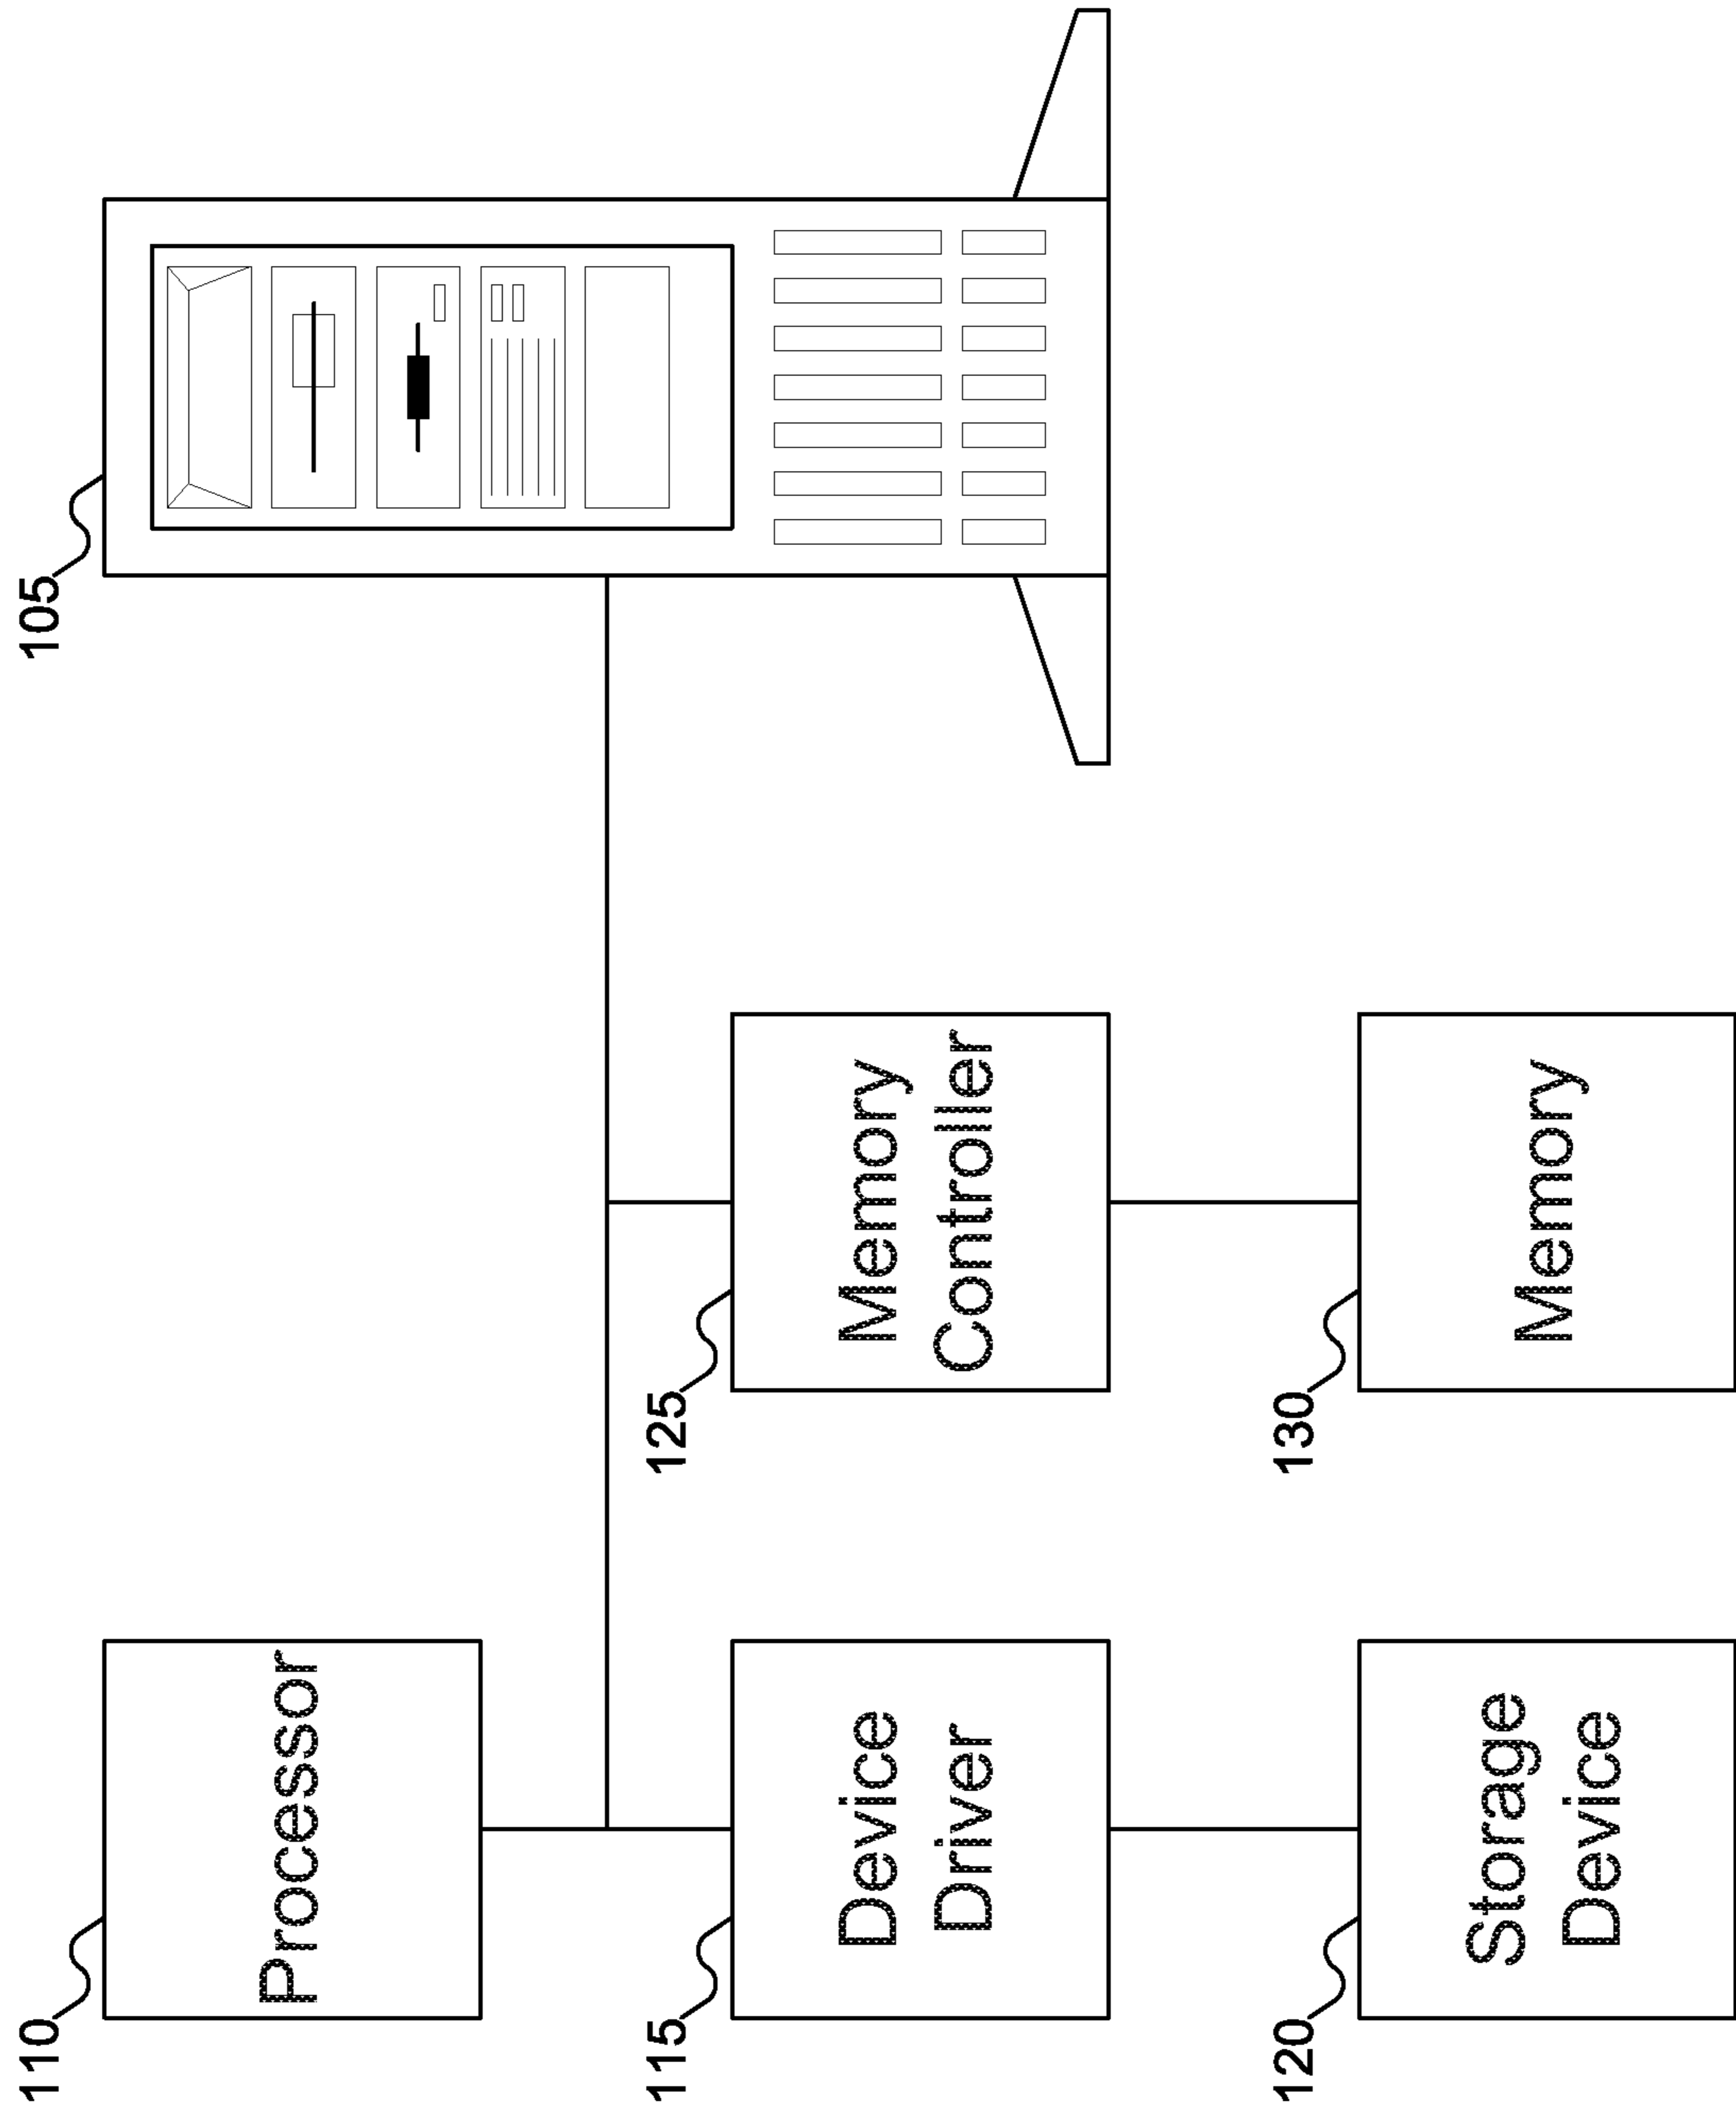 105
110
Processor
125
Memory
Controller
115
Device
Driver
130
Memory
120
Storage
Device